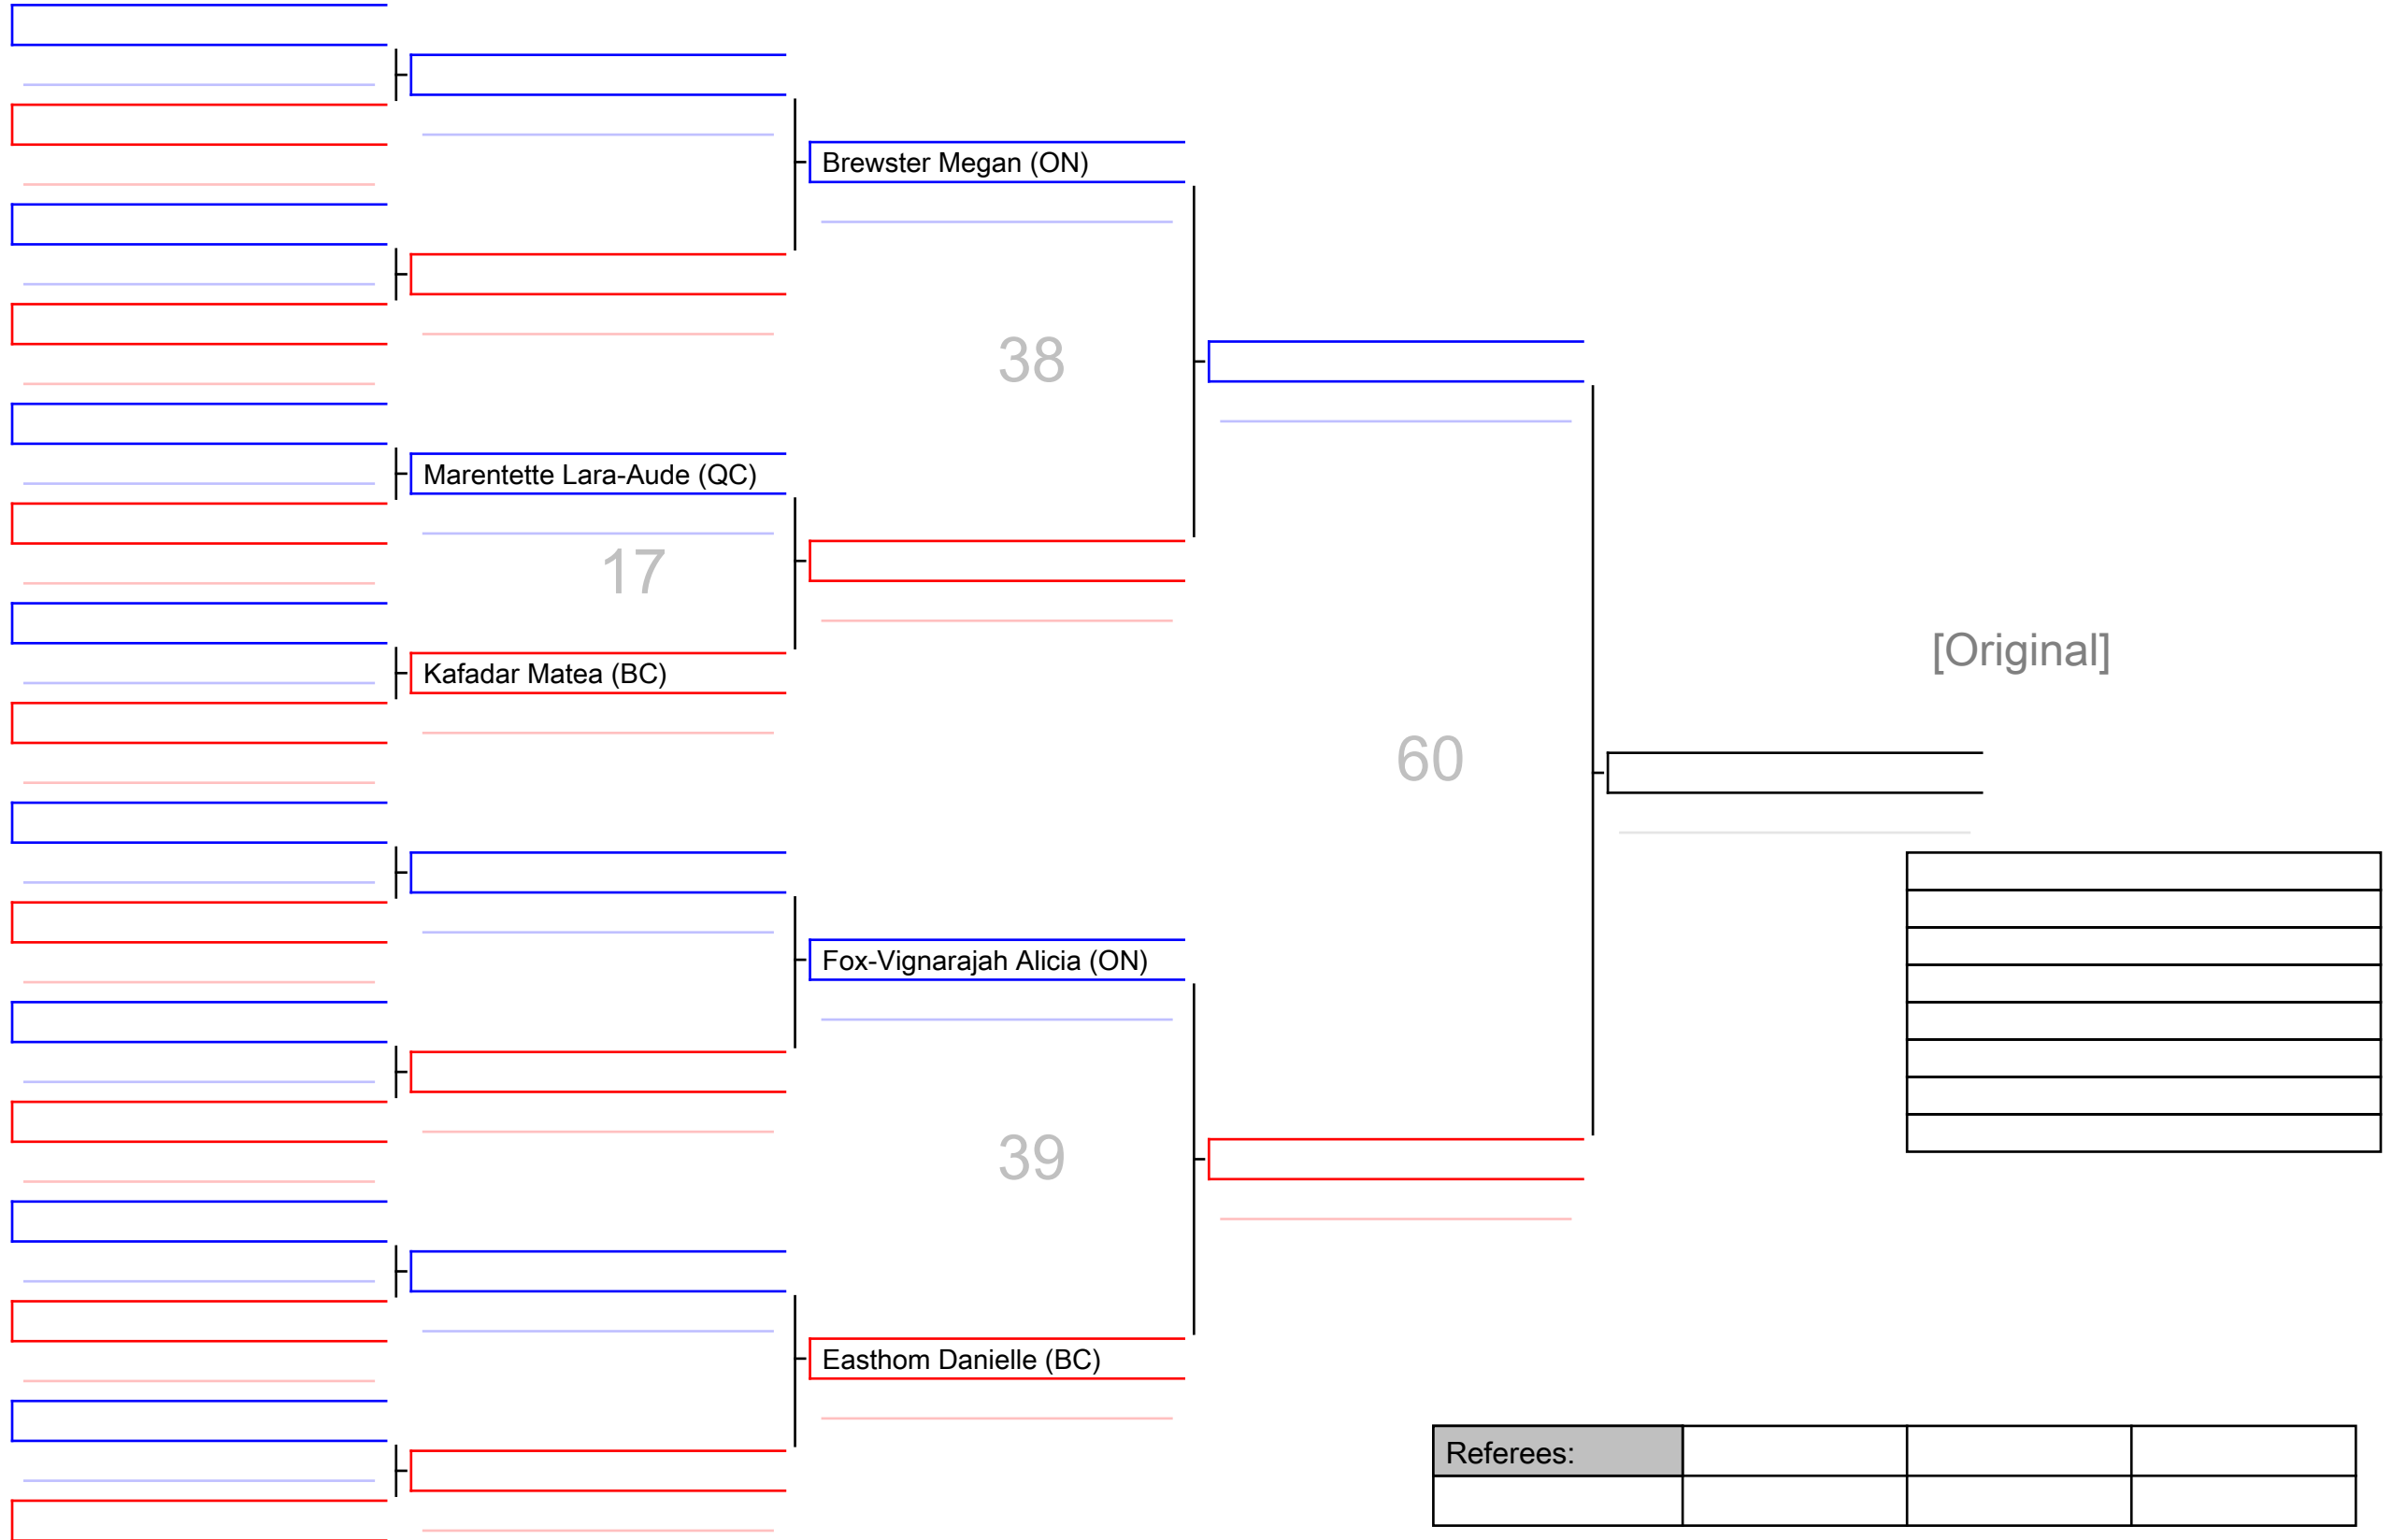 Brewster Megan (ON)
38
Marentette Lara-Aude (QC)
17
Kafadar Matea (BC)
[Original]
60
Fox-Vignarajah Alicia (ON)
39
Easthom Danielle (BC)
Referees: